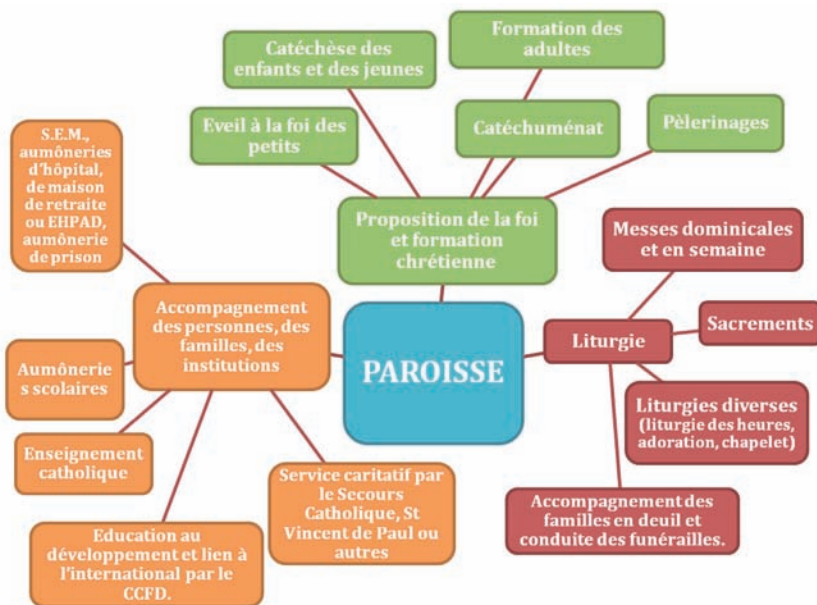 Catéchèse des
enfants et des jeunes
Formation des
adultes
Eveil à la foi des
petits
Catéchuménat
Pèlerinages
Proposition de la foi
et formation
chrétienne
S.E.M.,
aumôneries
d'hôpital,
de maison
de retraite
ou EHPAD,
aumônerie
de prison
Accompagnement
des personnes, des
familles, des
institutions
Aumônerie
s scolaires
Enseignement
catholique
Education au
développement et lien à
l'international par le
CCFD.
Service caritatif par
le Secours
Catholique, St
Vincent de Paul ou
autres
PAROISSE
Liturgie
Messes dominicales
et en semaine
Sacrements
Liturgies diverses
(liturgie des heures,
adoration, chapelet)
Accompagnement des
familles en deuil et
conduite des funérailles.